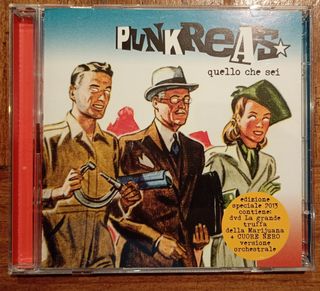 PUNKREAS
quello che sei
edizione
speciale 2013
contiene:
dvd La grande
truffa
della Marijuana
+ CUORE NERO
versione
orchestrale